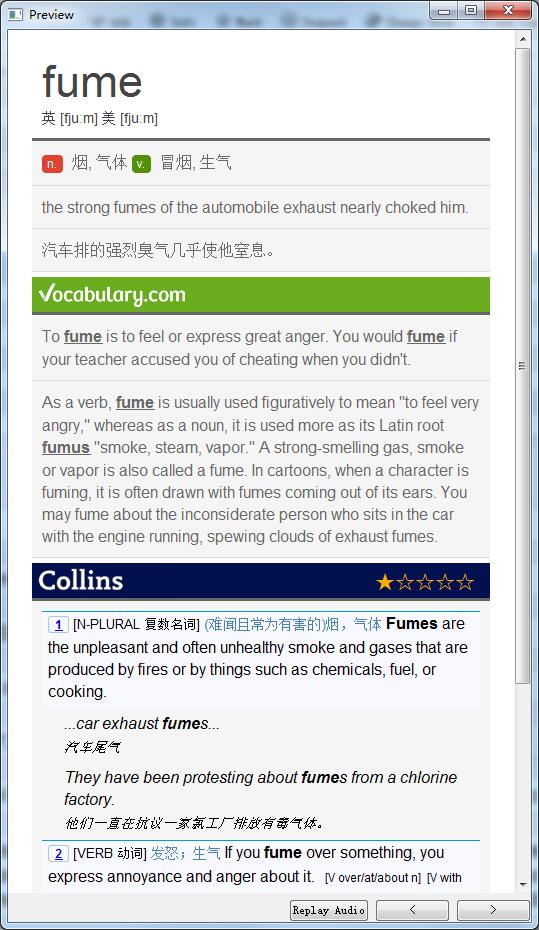 Preview
fume
英 [fjuːm] 美 [fjuːm]
n. 烟, 气体 v. 冒烟, 生气
the strong fumes of the automobile exhaust nearly choked him.
汽车排的强烈臭气几乎使他窒息。
Vocabulary.com
To fume is to feel or express great anger. You would fume if
your teacher accused you of cheating when you didn't.
As a verb, fume is usually used figuratively to mean "to feel very
angry," whereas as a noun, it is used more as its Latin root
fumus "smoke, steam, vapor." A strong-smelling gas, smoke
or vapor is also called a fume. In cartoons, when a character is
fuming, it is often drawn with fumes coming out of its ears. You
may fume about the inconsiderate person who sits in the car
with the engine running, spewing clouds of exhaust fumes.
Collins ★☆☆☆☆
1 [N-PLURAL 复数名词] (难闻且常为有害的)烟，气体 Fumes are
the unpleasant and often unhealthy smoke and gases that are
produced by fires or by things such as chemicals, fuel, or
cooking.
...car exhaust fumes...
汽车尾气
They have been protesting about fumes from a chlorine
factory.
他们一直在抗议一家氯工厂排放有毒气体。
2 [VERB 动词] 发怒；生气 If you fume over something, you
express annoyance and anger about it. [V over/at/about n] [V with
Replay Audio < >